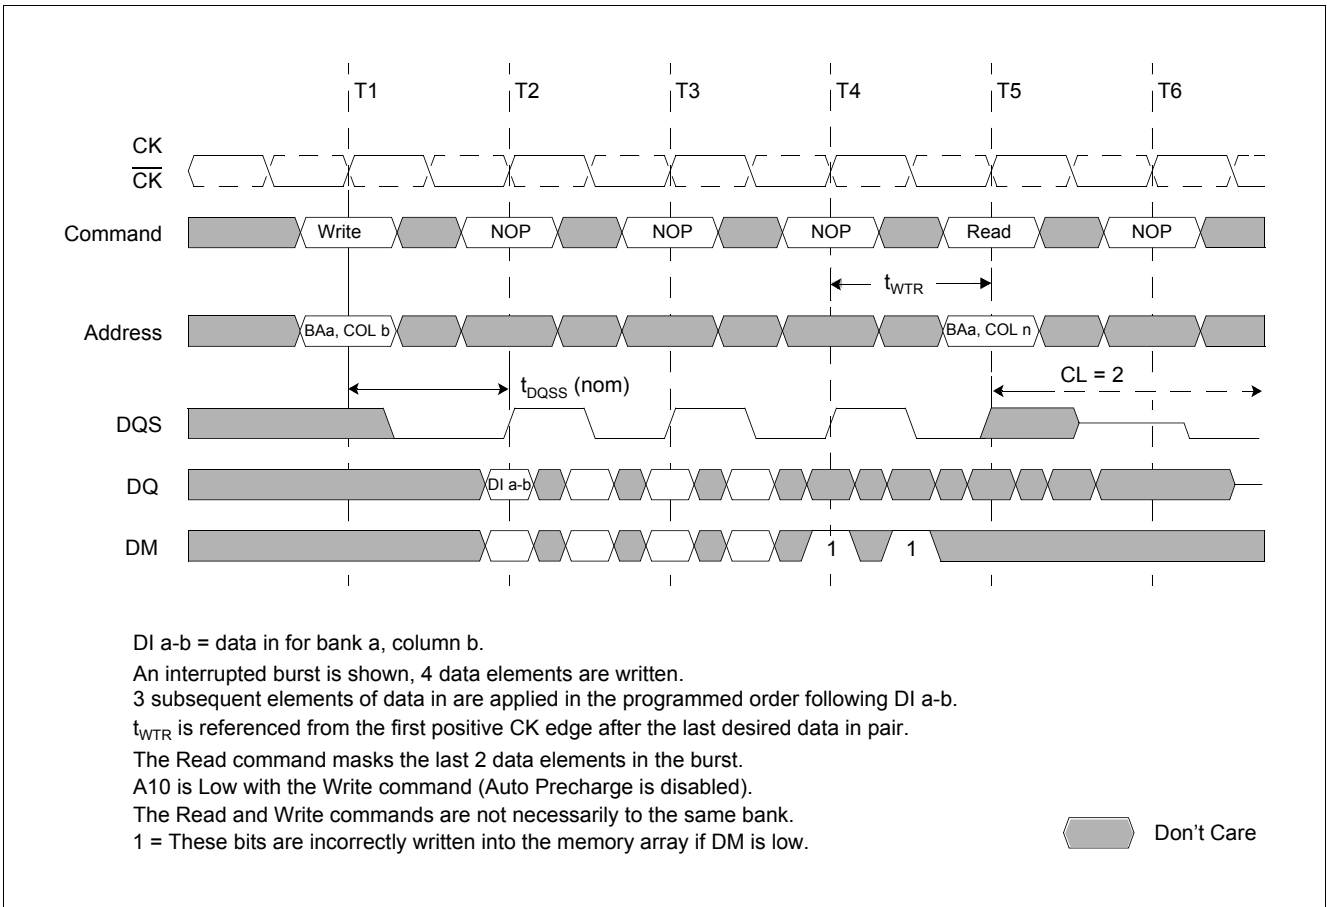 T1 T2 T3 T4 T5 T6
CK
CK
Command Write NOP NOP NOP Read NOP
tWTR
Address BAa, COL b BAa, COL n
tDQSS (nom) CL = 2
DQS
DQ DI a-b
DM 1 1
DI a-b = data in for bank a, column b.
An interrupted burst is shown, 4 data elements are written.
3 subsequent elements of data in are applied in the programmed order following DI a-b.
tWTR is referenced from the first positive CK edge after the last desired data in pair.
The Read command masks the last 2 data elements in the burst.
A10 is Low with the Write command (Auto Precharge is disabled).
The Read and Write commands are not necessarily to the same bank.
1 = These bits are incorrectly written into the memory array if DM is low.
Don't Care